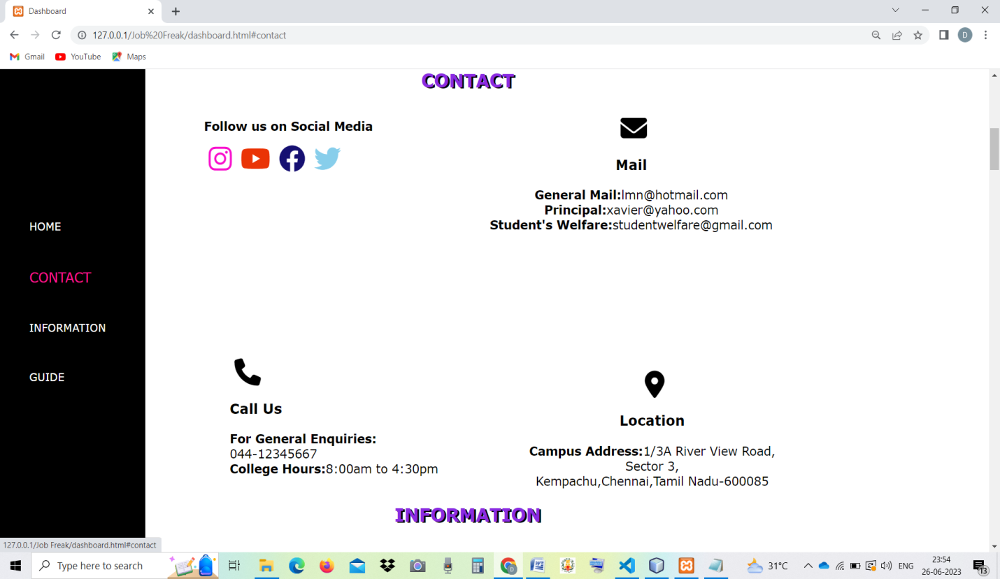 Dashboard
127.0.0.1/Job%20Freak/dashboard.html#contact
D
Gmail
YouTube
Maps
CONTACT
Follow us on Social Media
Mail
General Mail:lmn@hotmail.com
Principal:xavier@yahoo.com
Student's Welfare:studentwelfare@gmail.com
HOME
CONTACT
INFORMATION
GUIDE
Call Us
For General Enquiries:
044-12345667
College Hours:8:00am to 4:30pm
Location
Campus Address:1/3A River View Road,
Sector 3,
Kempachu,Chennai,Tamil Nadu-600085
INFORMATION
127.0.0.1/Job Freak/dashboard.html#contact
Type here to search
31°C
ENG
23:54
26-06-2023
13